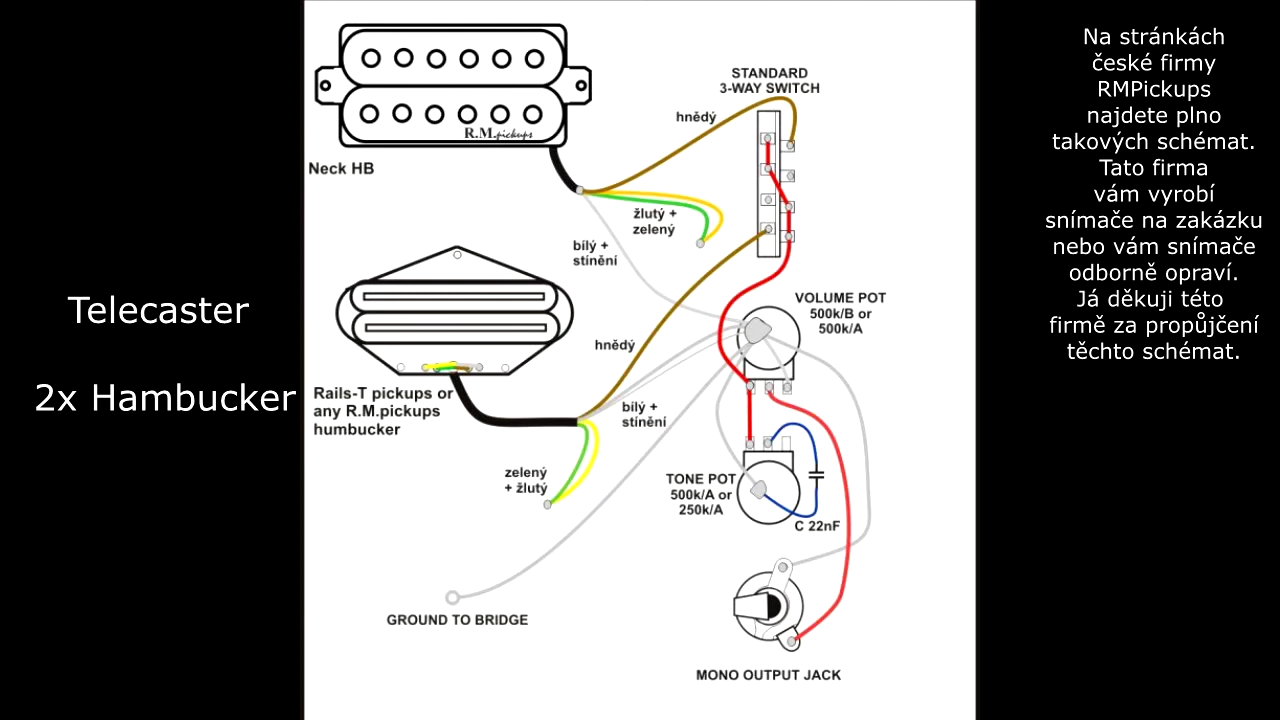 Telecaster
2x Hambucker
R.M.pickups
Neck HB
STANDARD
3-WAY SWITCH
hnědý
žlutý +
zelený
bílý +
stínění
VOLUME POT
500k/B or
500k/A
hnědý
Rails-T pickups or
any R.M.pickups
humbucker
bílý +
stínění
zelený
+ žlutý
TONE POT
500k/A or
250k/A
C 22nF
GROUND TO BRIDGE
MONO OUTPUT JACK
Na stránkách
české firmy
RMPickups
najdete plno
takových schémat.
Tato firma
vám vyrobí
snímače na zakázku
nebo vám snímače
odborně opraví.
Já děkuji této
firmě za propůjčení
těchto schémat.